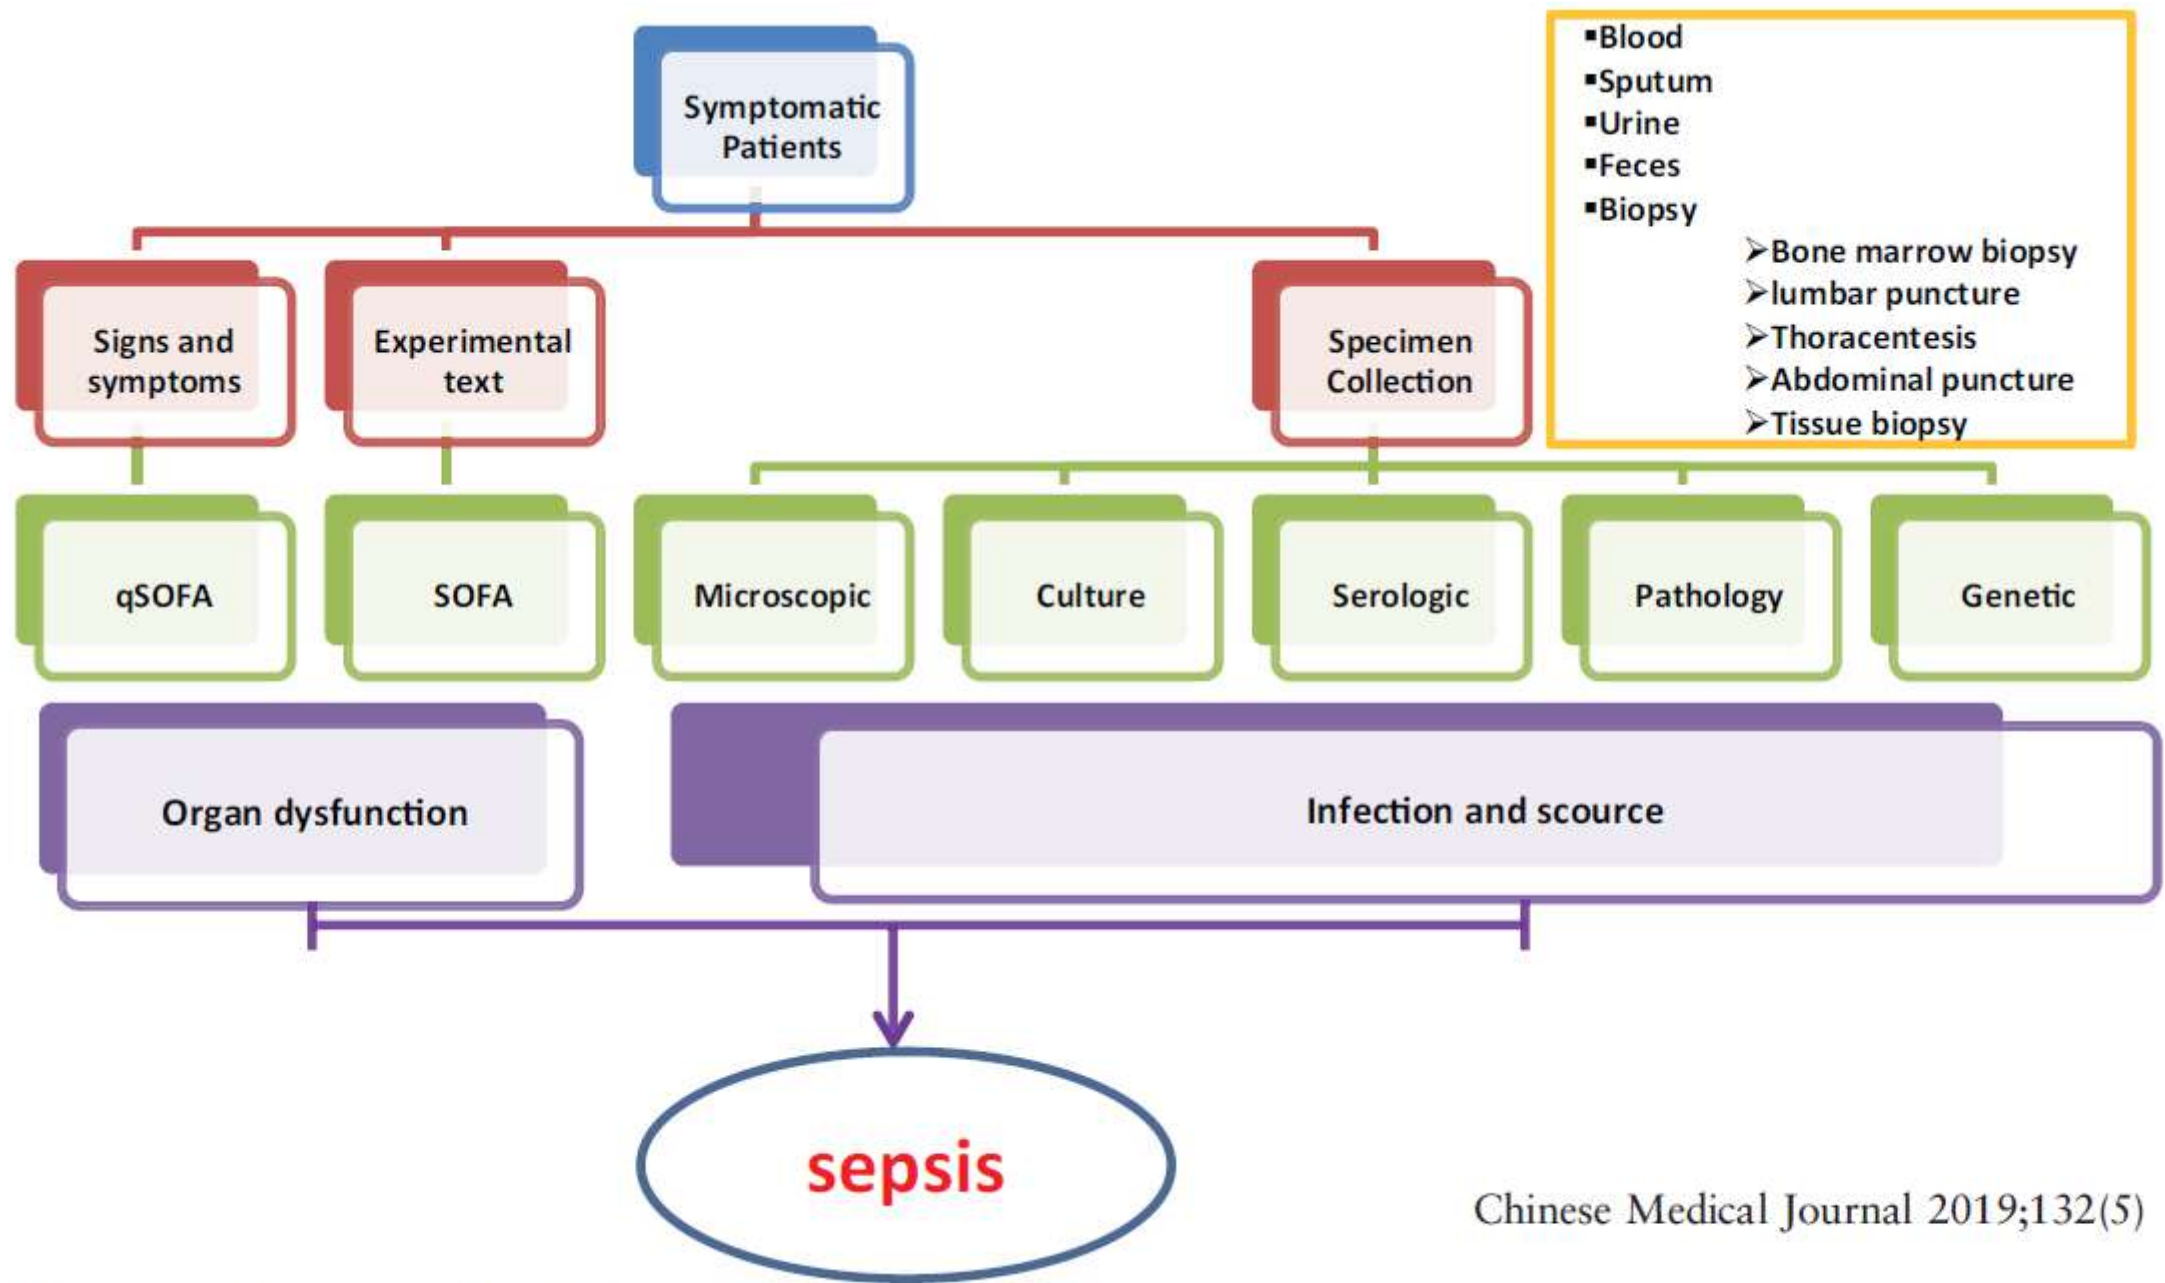 Symptomatic
Patients
▪Blood
▪Sputum
▪Urine
▪Feces
▪Biopsy
➢Bone marrow biopsy
➢lumbar puncture
➢Thoracentesis
➢Abdominal puncture
➢Tissue biopsy
Signs and
symptoms
Experimental
text
Specimen
Collection
qSOFA
SOFA
Microscopic
Culture
Serologic
Pathology
Genetic
Organ dysfunction
Infection and scource
sepsis
Chinese Medical Journal 2019;132(5)